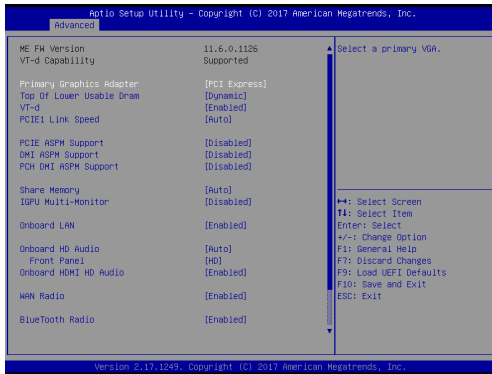 Aptio Setup Utility - Copyright (C) 2017 American Megatrends, Inc.
Advanced
ME FW Version 11.6.0.1126
VT-d Capability Supported
Primary Graphics Adapter [PCI Express]
Top Of Lower Usable Dram [Dynamic]
VT-d [Enabled]
PCIE1 Link Speed [Auto]
PCIE ASPM Support [Disabled]
DMI ASPM Support [Disabled]
PCH DMI ASPM Support [Disabled]
Share Memory [Auto]
IGPU Multi-Monitor [Disabled]
Onboard LAN [Enabled]
Onboard HD Audio [Auto]
Front Panel [HD]
Onboard HDMI HD Audio [Enabled]
WAN Radio [Enabled]
BlueTooth Radio [Enabled]
Select a primary VGA.
↔: Select Screen
↑↓: Select Item
Enter: Select
+/-: Change Option
F1: General Help
F7: Discard Changes
F9: Load UEFI Defaults
F10: Save and Exit
ESC: Exit
Version 2.17.1249. Copyright (C) 2017 American Megatrends, Inc.